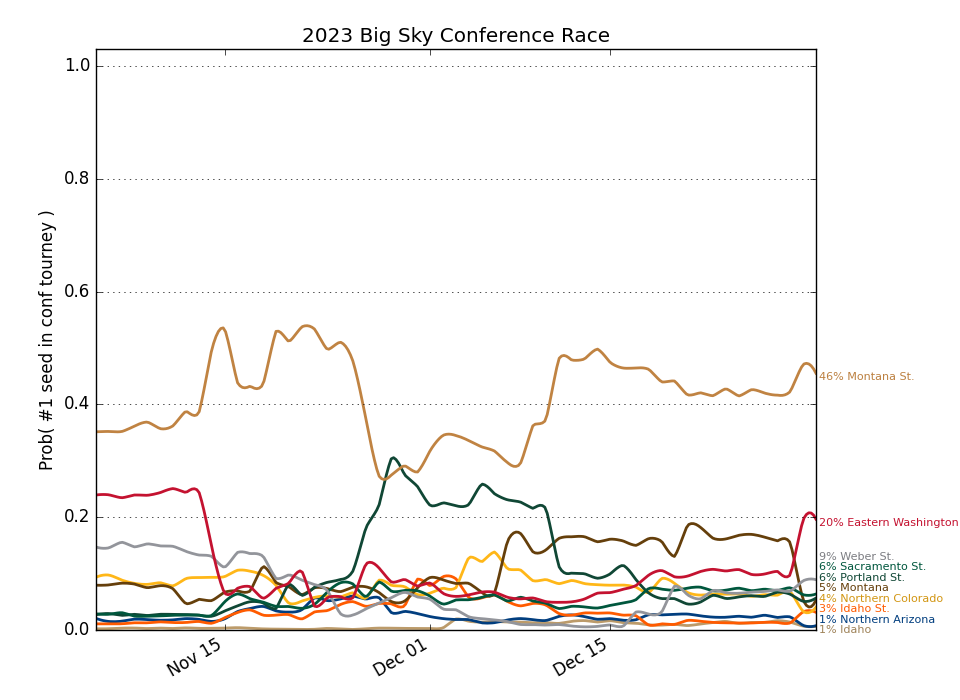 2023 Big Sky Conference Race
1.0
0.8
0.6
0.4
0.2
0.0
Prob( #1 seed in conf tourney )
Nov 15
Dec 01
Dec 15
46% Montana St.
20% Eastern Washington
9% Weber St.
6% Sacramento St.
6% Portland St.
5% Montana
4% Northern Colorado
3% Idaho St.
1% Northern Arizona
1% Idaho